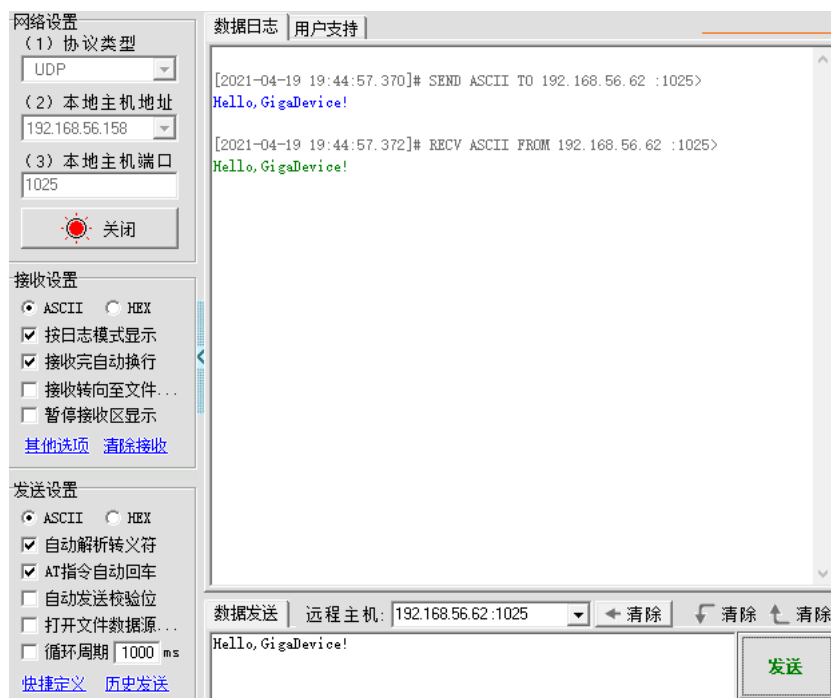 网络设置
（1）协议类型
UDP
（2）本地主机地址
192.168.56.158
（3）本地主机端口
1025
关闭
接收设置
ASCII HEX
按日志模式显示
接收完自动换行
接收转向至文件...
暂停接收区显示
其他选项 清除接收
发送设置
ASCII HEX
自动解析转义符
AT指令自动回车
自动发送校验位
打开文件数据源...
循环周期 1000 ms
快捷定义 历史发送
数据日志 用户支持
[2021-04-19 19:44:57.370]# SEND ASCII TO 192.168.56.62 :1025>
Hello,GigaDevice!
[2021-04-19 19:44:57.372]# RECV ASCII FROM 192.168.56.62 :1025>
Hello,GigaDevice!
数据发送 远程主机: 192.168.56.62 :1025 清除 清除 清除
Hello,GigaDevice!
发送